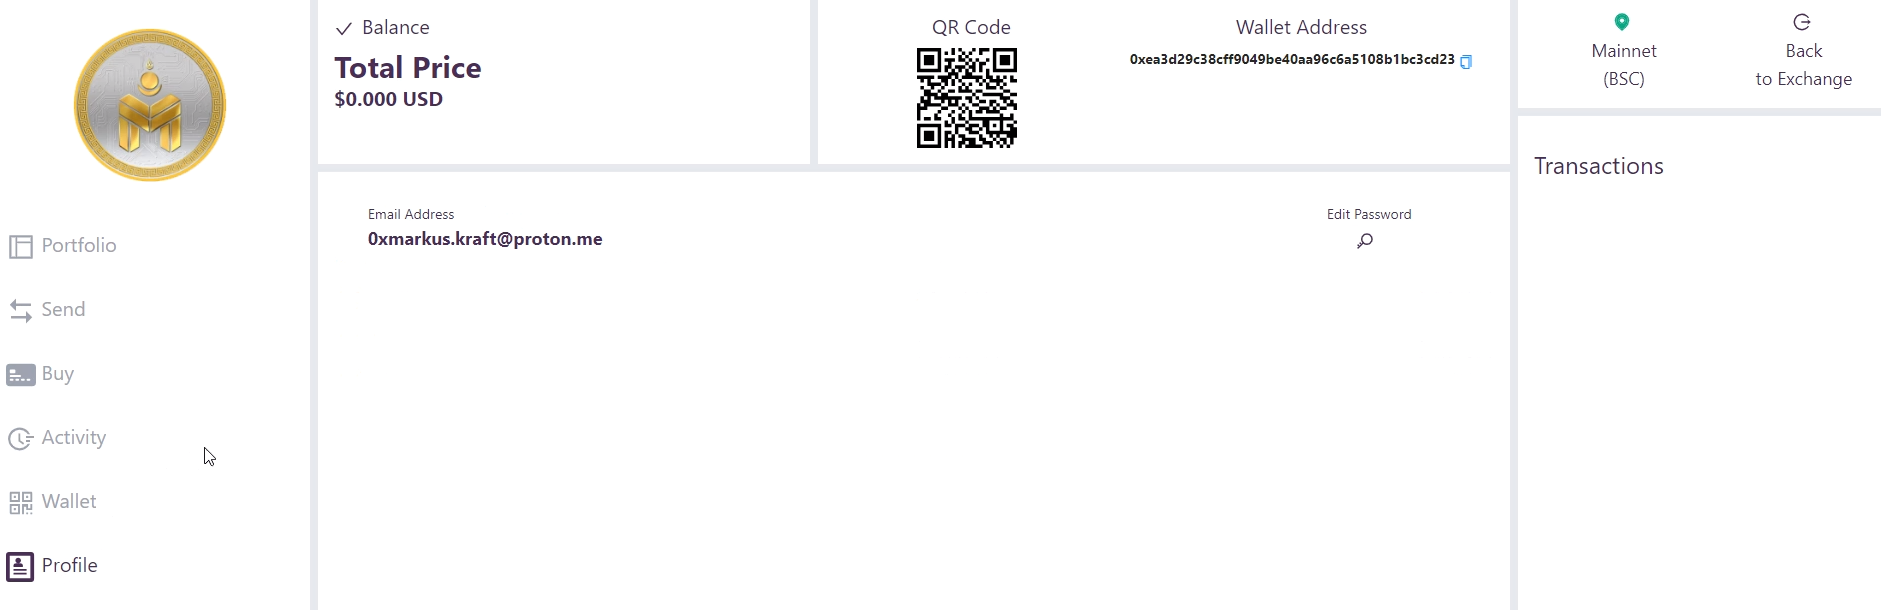 Portfolio
Send
Buy
Activity
Wallet
Profile
Balance
Total Price
$0.000 USD
QR Code
Wallet Address
0xea3d29c38cff9049be40aa96c6a5108b1bc3cd23
Email Address
0xmarkus.kraft@proton.me
Edit Password
Mainnet
(BSC)
Back
to Exchange
Transactions